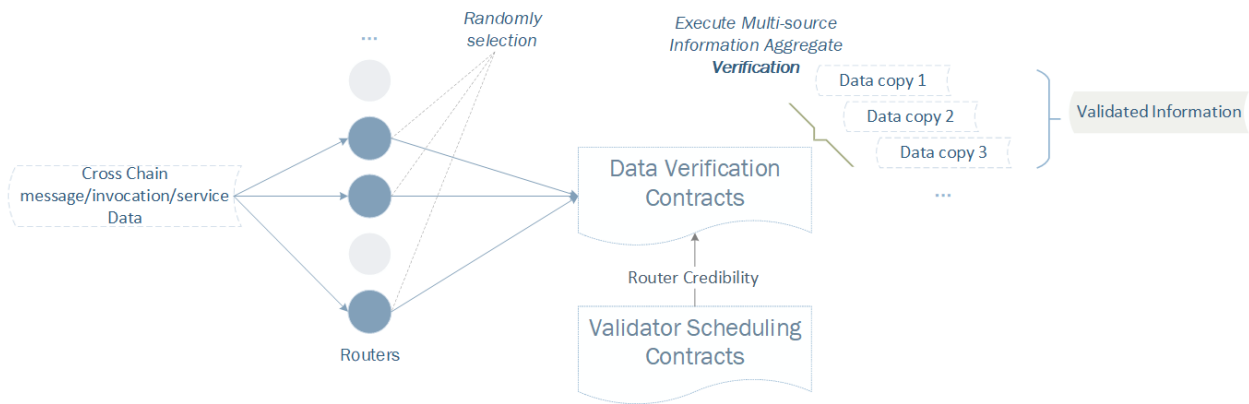 ...
Randomly
selection
Execute Multi-source
Information Aggregate
Verification
Data copy 1
Data copy 2
Data copy 3
...
Validated Information
Cross Chain
message/invocation/service
Data
Data Verification
Contracts
Router Credibility
Validator Scheduling
Contracts
Routers